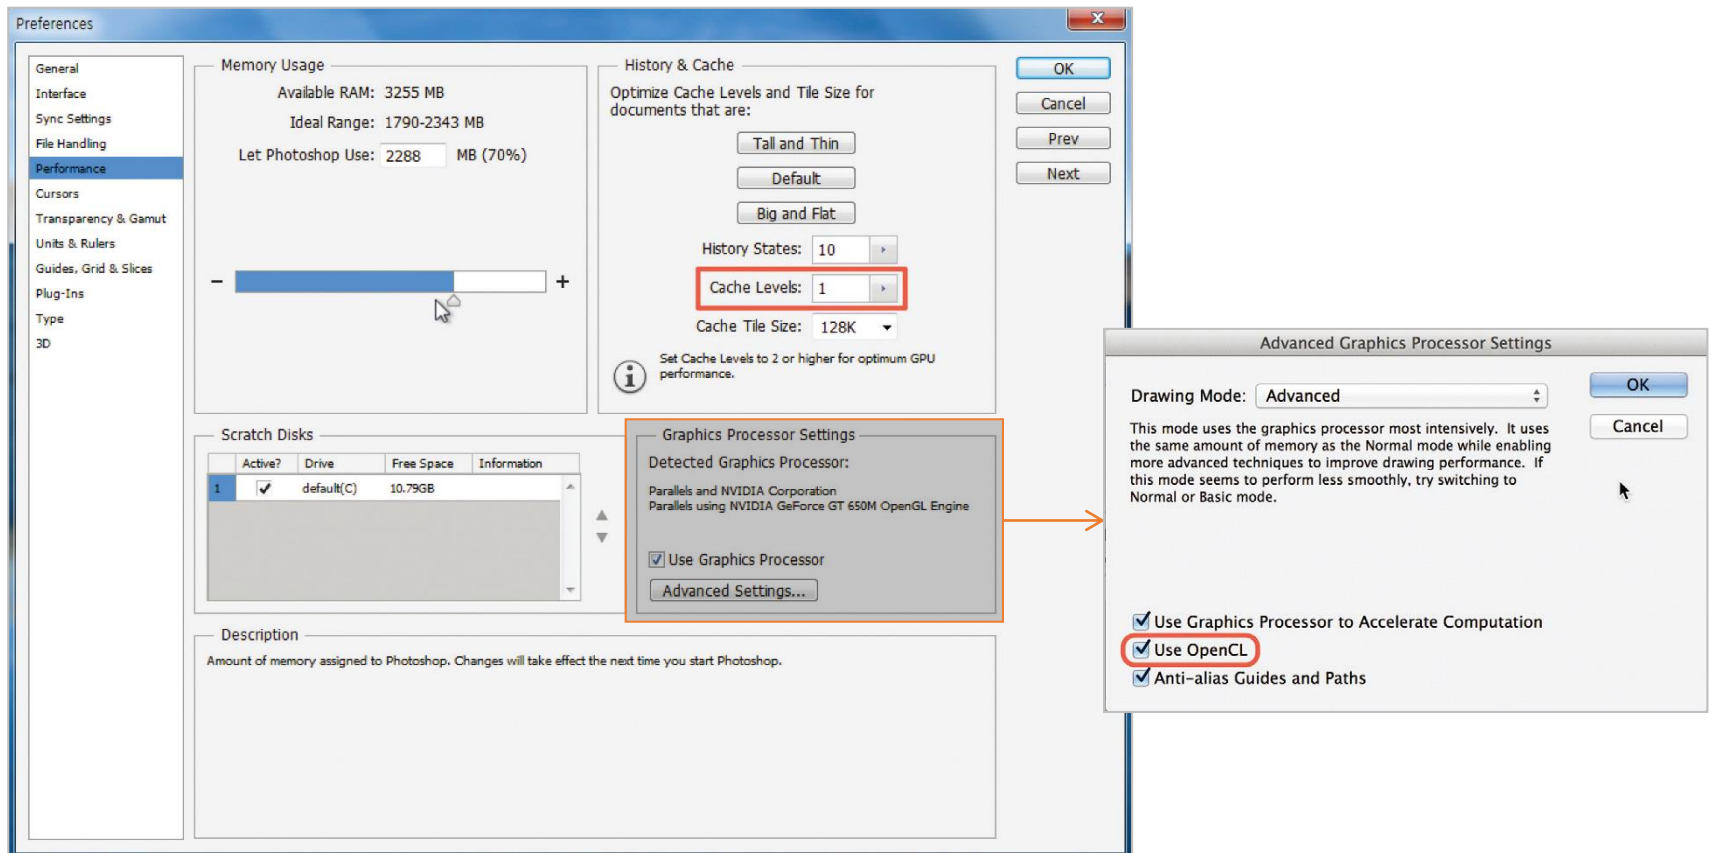 Preferences
General
Interface
Sync Settings
File Handling
Performance
Cursors
Transparency & Gamut
Units & Rulers
Guides, Grid & Slices
Plug-Ins
Type
3D
Memory Usage
Available RAM: 3255 MB
Ideal Range: 1790-2343 MB
Let Photoshop Use: 2288 MB (70%)
- +
History & Cache
Optimize Cache Levels and Tile Size for
documents that are:
Tall and Thin
Default
Big and Flat
History States: 10
Cache Levels: 1
Cache Tile Size: 128K
Set Cache Levels to 2 or higher for optimum GPU
performance.
OK
Cancel
Prev
Next
Scratch Disks
Active? Drive Free Space Information
1 default(C) 10.79GB
Graphics Processor Settings
Detected Graphics Processor:
Parallels and NVIDIA Corporation
Parallels using NVIDIA GeForce GT 650M OpenGL Engine
Use Graphics Processor
Advanced Settings...
Description
Amount of memory assigned to Photoshop. Changes will take effect the next time you start Photoshop.
Advanced Graphics Processor Settings
Drawing Mode: Advanced
This mode uses the graphics processor most intensively. It uses
the same amount of memory as the Normal mode while enabling
more advanced techniques to improve drawing performance. If
this mode seems to perform less smoothly, try switching to
Normal or Basic mode.
OK
Cancel
Use Graphics Processor to Accelerate Computation
Use OpenCL
Anti-alias Guides and Paths